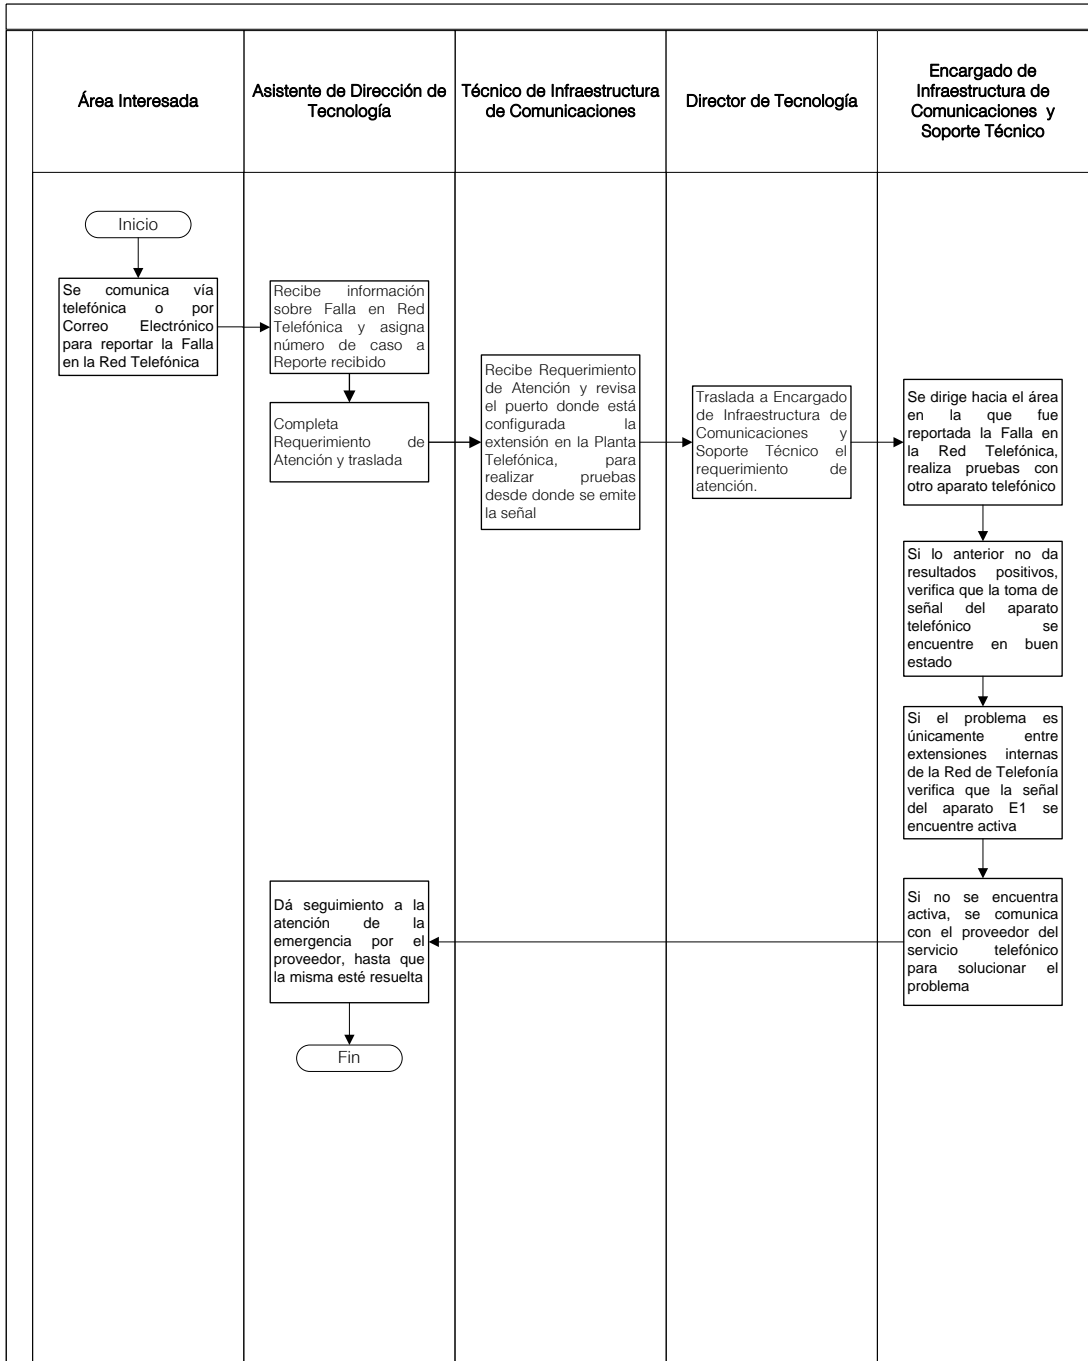 Área Interesada
Asistente de Dirección de
Tecnología
Técnico de Infraestructura
de Comunicaciones
Director de Tecnología
Encargado de
Infraestructura de
Comunicaciones y
Soporte Técnico
Inicio
Se comunica vía
telefónica o por
Correo Electrónico
para reportar la Falla
en la Red Telefónica
Recibe información
sobre Falla en Red
Telefónica y asigna
número de caso a
Reporte recibido
Completa
Requerimiento de
Atención y traslada
Recibe Requerimiento
de Atención y revisa
el puerto donde está
configurada la
extensión en la Planta
Telefónica, para
realizar pruebas
desde donde se emite
la señal
Traslada a Encargado
de Infraestructura de
Comunicaciones y
Soporte Técnico el
requerimiento de
atención.
Se dirige hacia el área
en la que fue
reportada la Falla en
la Red Telefónica,
realiza pruebas con
otro aparato telefónico
Si lo anterior no da
resultados positivos,
verifica que la toma de
señal del aparato
telefónico se
encuentre en buen
estado
Si el problema es
únicamente entre
extensiones internas
de la Red de Telefonía
verifica que la señal
del aparato E1 se
encuentre activa
Si no se encuentra
activa, se comunica
con el proveedor del
servicio telefónico
para solucionar el
problema
Dá seguimiento a la
atención de la
emergencia por el
proveedor, hasta que
la misma esté resuelta
Fin